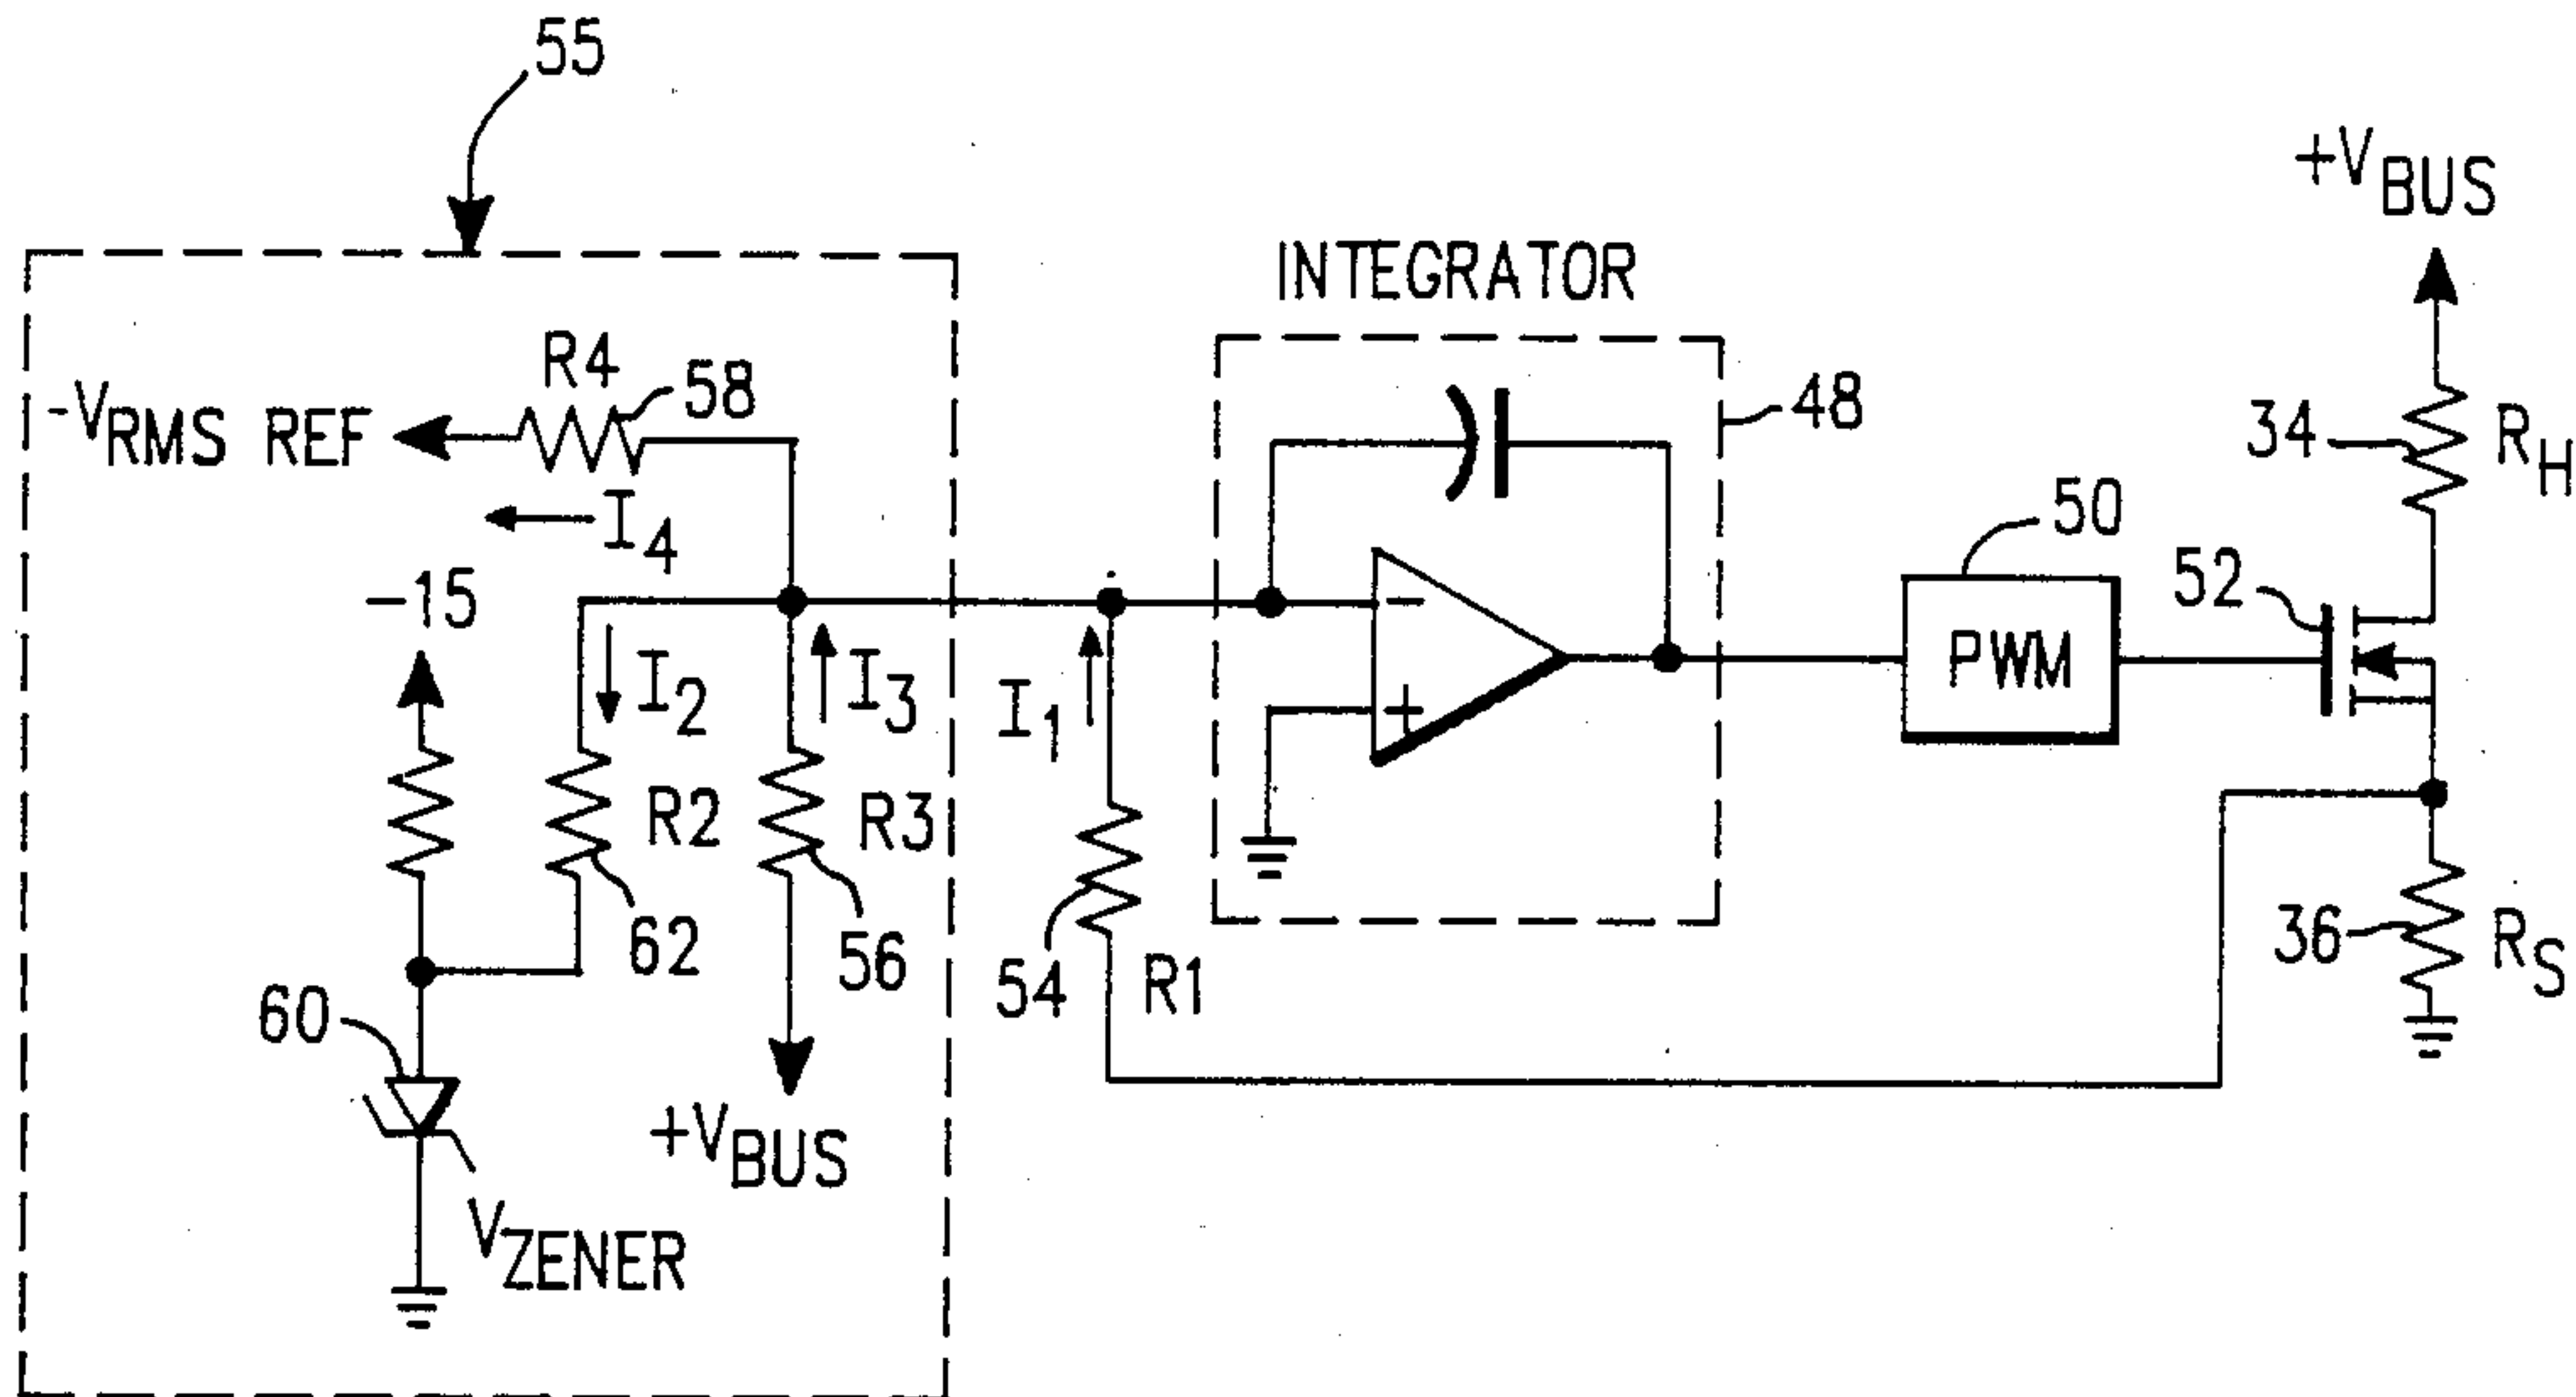 55
+VBUS
INTEGRATOR
R4
58
-VRMS REF
48
34
RH
I4
50
52
-15
I2
I3
I1
-
+
PWM
R2
R3
62
56
54
R1
36
RS
60
+VBUS
VZENER